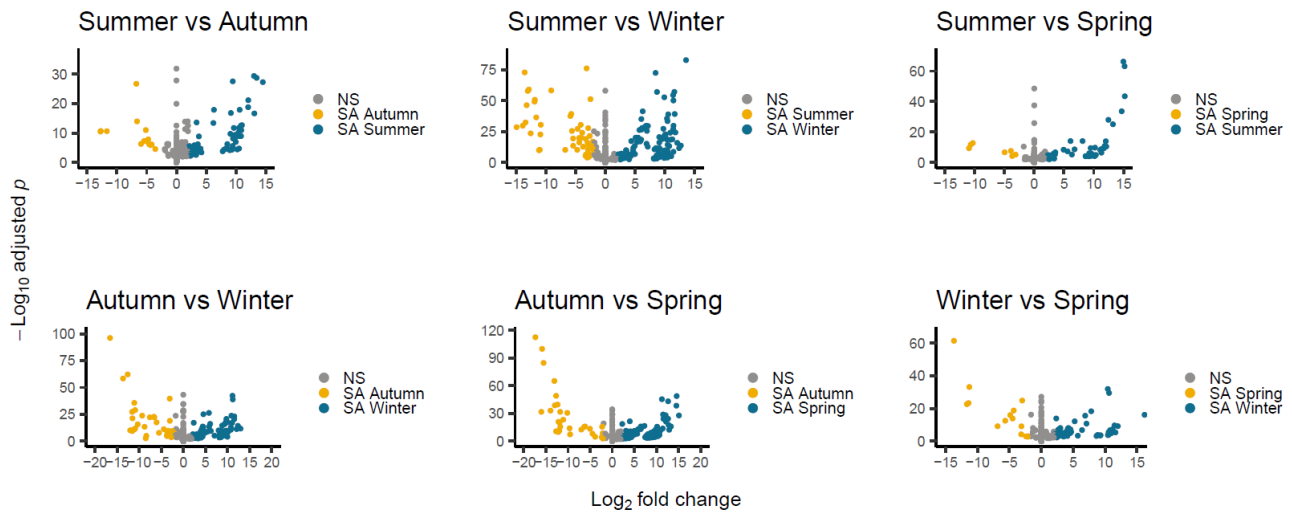 Summer vs Autumn
30
20
10
0
−15 −10 −5 0 5 10 15
NS
SA Autumn
SA Summer
Summer vs Winter
75
50
25
0
−15 −10 −5 0 5 10 15
NS
SA Summer
SA Winter
Summer vs Spring
60
40
20
0
−15 −10 −5 0 5 10 15
NS
SA Spring
SA Summer
−Log10 adjusted p
Autumn vs Winter
100
75
50
25
0
−20 −15 −10 −5 0 5 10 15 20
NS
SA Autumn
SA Winter
Autumn vs Spring
120
90
60
30
0
−20 −15 −10 −5 0 5 10 15 20
NS
SA Autumn
SA Spring
Winter vs Spring
60
40
20
0
−15 −10 −5 0 5 10 15
NS
SA Spring
SA Winter
Log2 fold change